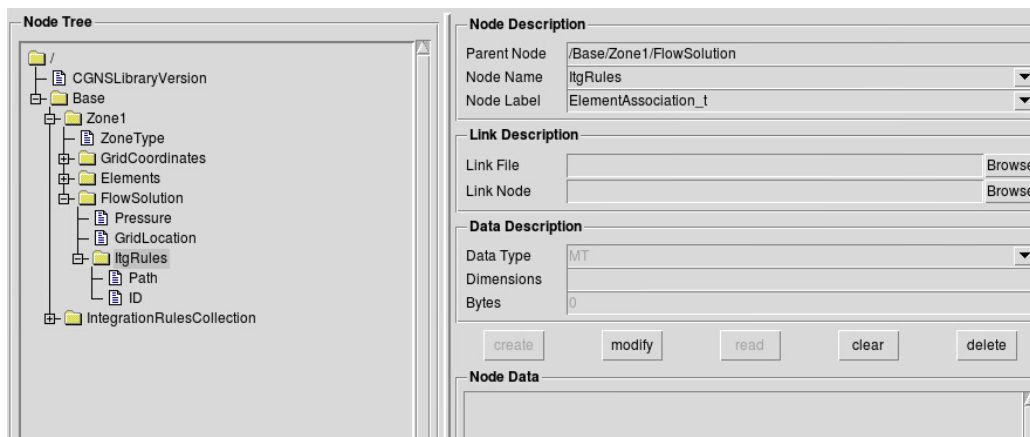 Node Tree
/
CGNSLibraryVersion
Base
Zone1
ZoneType
GridCoordinates
Elements
FlowSolution
Pressure
GridLocation
ItgRules
Path
ID
IntegrationRulesCollection
Node Description
Parent Node /Base/Zone1/FlowSolution
Node Name ItgRules
Node Label ElementAssociation_t
Link Description
Link File Browse
Link Node Browse
Data Description
Data Type MT
Dimensions
Bytes 0
create modify read clear delete
Node Data